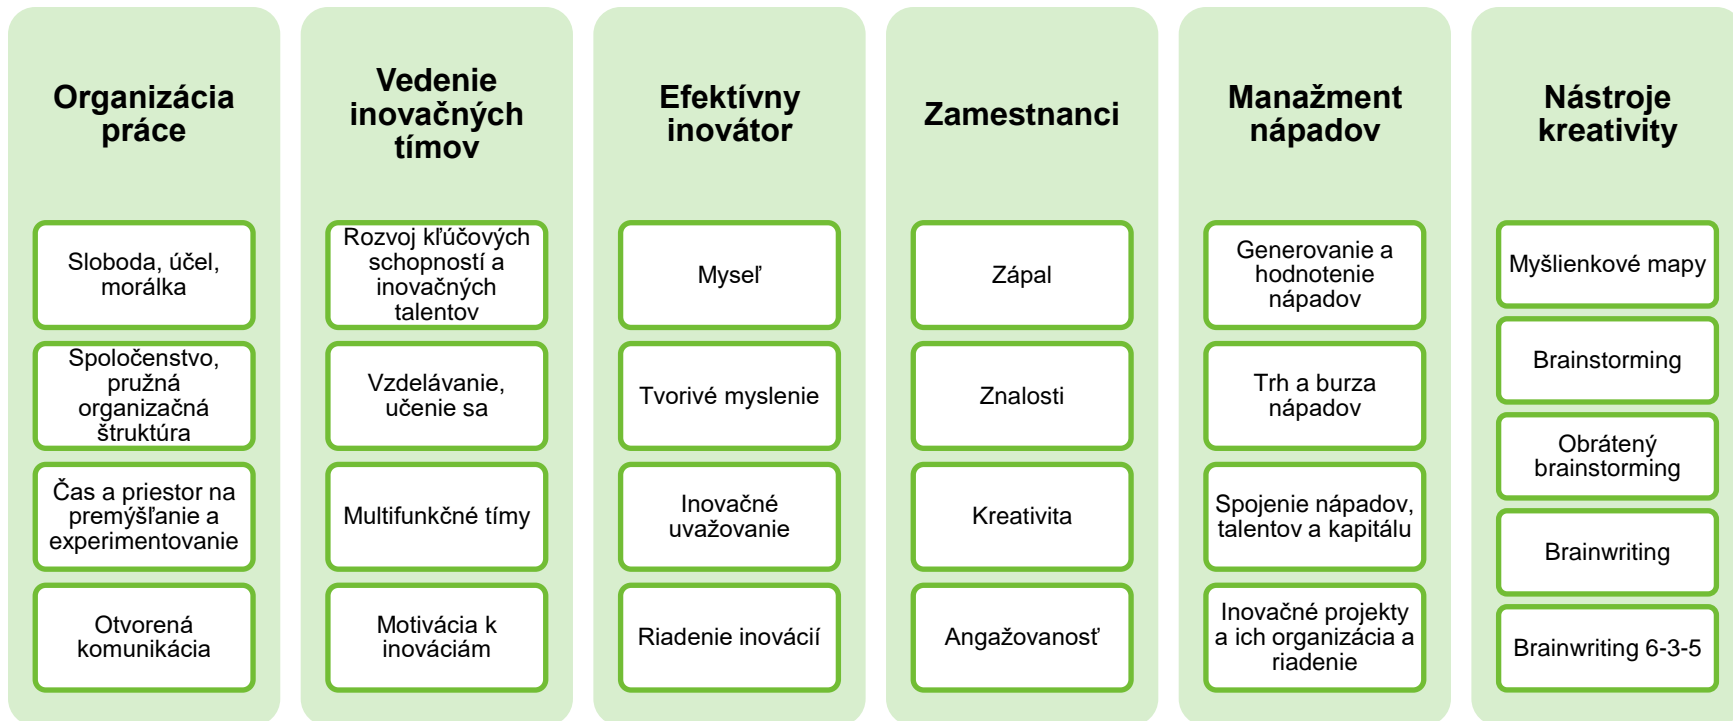 Organizácia
práce
Sloboda, účel,
morálka
Spoločenstvo,
pružná
organizačná
štruktúra
Čas a priestor na
premýšľanie a
experimentovanie
Otvorená
komunikácia
Vedenie
inovačných
tímov
Rozvoj kľúčových
schopností a
inovačných
talentov
Vzdelávanie,
učenie sa
Multifunkčné tímy
Motivácia k
inováciám
Efektívny
inovátor
Myseľ
Tvorivé myslenie
Inovačné
uvažovanie
Riadenie inovácií
Zamestnanci
Zápal
Znalosti
Kreativita
Angažovanosť
Manažment
nápadov
Generovanie a
hodnotenie
nápadov
Trh a burza
nápadov
Spojenie nápadov,
talentov a kapitálu
Inovačné projekty
a ich organizácia a
riadenie
Nástroje
kreativity
Myšlienkové mapy
Brainstorming
Obrátený
brainstorming
Brainwriting
Brainwriting 6-3-5